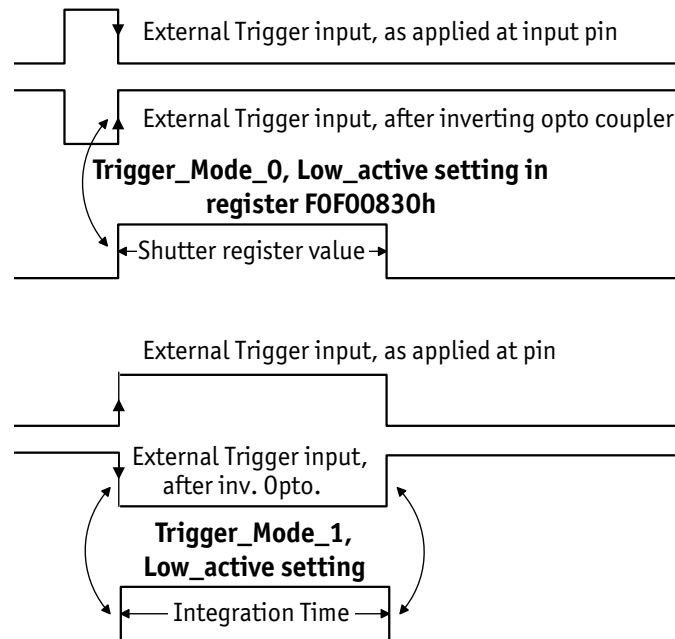 External Trigger input, as applied at input pin
External Trigger input, after inverting opto coupler
Trigger_Mode_0, Low_active setting in
register F0F00830h
Shutter register value
External Trigger input, as applied at pin
External Trigger input,
after inv. Opto.
Trigger_Mode_1,
Low_active setting
Integration Time